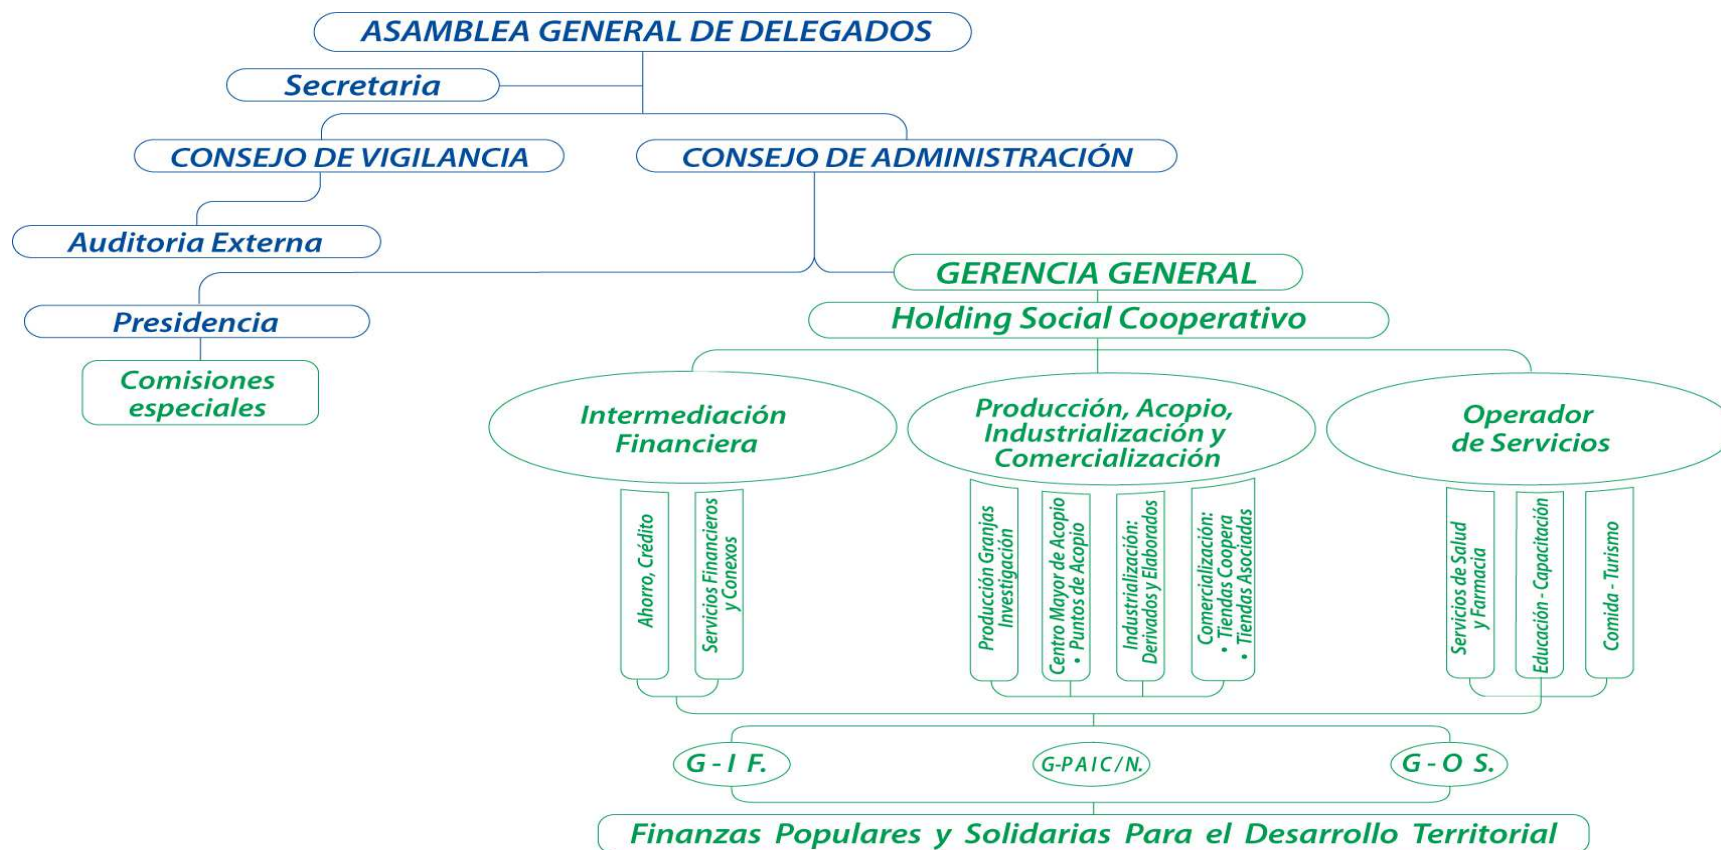 ASAMBLEA GENERAL DE DELEGADOS
Secretaria
CONSEJO DE VIGILANCIA
CONSEJO DE ADMINISTRACIÓN
Auditoria Externa
GERENCIA GENERAL
Presidencia
Holding Social Cooperativo
Comisiones
especiales
Intermediación
Financiera
Producción, Acopio,
Industrialización y
Comercialización
Operador
de Servicios
Ahorro, Crédito
Servicios Financieros
y Conexos
Producción Granjas
Investigación
Centro Mayor de Acopio
• Puntos de Acopio
Industrialización:
Derivados y Elaborados
Comercialización:
• Tiendas Coopera
• Tiendas Asociadas
Servicios de Salud
y Farmacia
Educación - Capacitación
Comida - Turismo
G - I F.
G-PAIC/N.
G - O S.
Finanzas Populares y Solidarias Para el Desarrollo Territorial